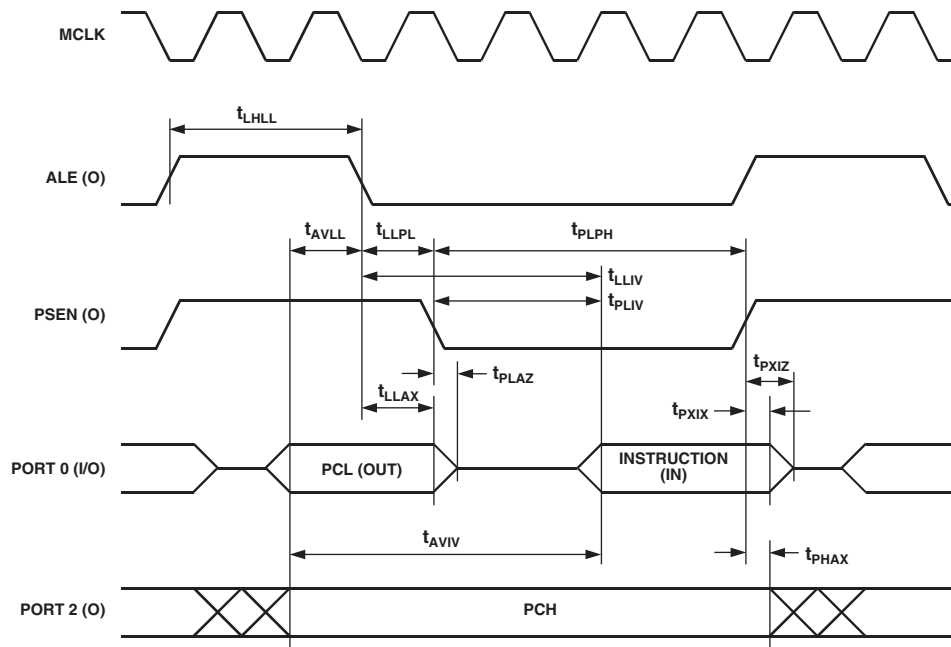 MCLK
tLHLL
ALE (O)
tAVLL
tLLPL
tPLPH
tLLIV
PSEN (O)
tPLIV
tPLAZ
tPXIZ
tLLAX
tPXIX
PORT 0 (I/O)
PCL (OUT)
INSTRUCTION
(IN)
tAVIV
tPHAX
PORT 2 (O)
PCH